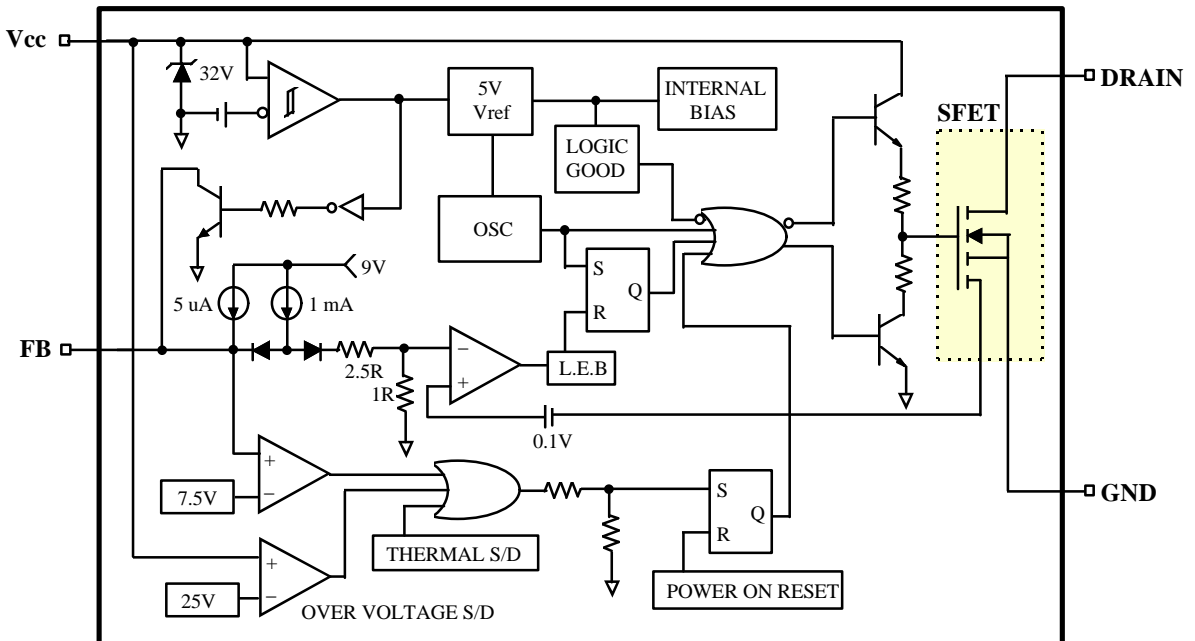 Vcc
32V
5V
Vref
INTERNAL
BIAS
DRAIN
SFET
LOGIC
GOOD
OSC
9V
5 uA
1 mA
S
Q
R
FB
2.5R
1R
−
+
L.E.B
0.1V
+
−
7.5V
THERMAL S/D
S
Q
R
GND
+
−
25V
OVER VOLTAGE S/D
POWER ON RESET